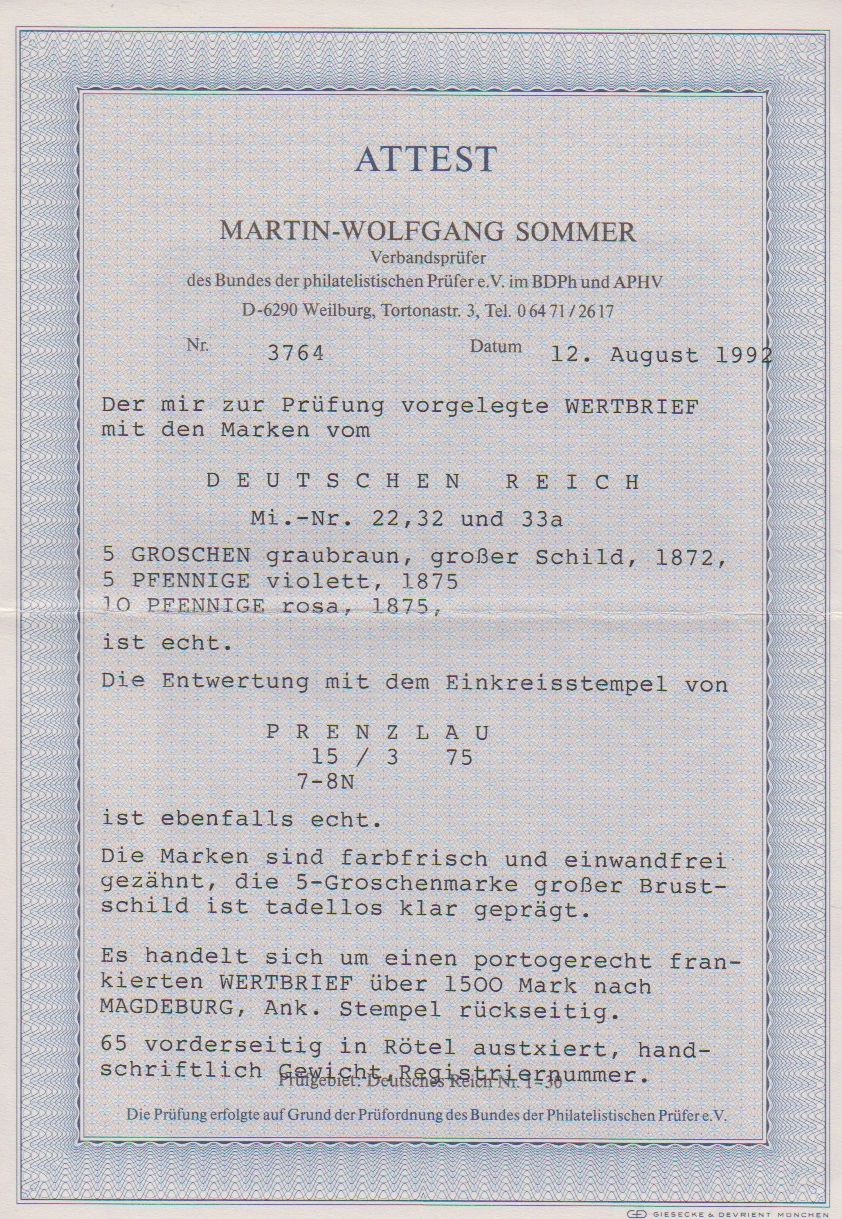 ATTEST
MARTIN-WOLFGANG SOMMER
Verbandsprüfer
des Bundes der philatelistischen Prüfer e.V. im BDPh und APHV
D-6290 Weilburg, Tortonastr. 3, Tel. 0 64 71 / 26 17
Nr. 3764 Datum 12. August 1992
Der mir zur Prüfung vorgelegte WERTBRIEF
mit den Marken vom
D E U T S C H E N R E I C H
Mi.-Nr. 22,32 und 33a
5 GROSCHEN graubraun, großer Schild, 1872,
5 PFENNIGE violett, 1875
10 PFENNIGE rosa, 1875,
ist echt.
Die Entwertung mit dem Einkreisstempel von
P R E N Z L A U
15 / 3 75
7-8N
ist ebenfalls echt.
Die Marken sind farbfrisch und einwandfrei
gezähnt, die 5-Groschenmarke großer Brust-
schild ist tadellos klar geprägt.
Es handelt sich um einen portogerecht fran-
kierten WERTBRIEF über 1500 Mark nach
MAGDEBURG, Ank. Stempel rückseitig.
65 vorderseitig in Rötel austxiert, hand-
schriftlich Gewicht,Registriernummer.
Prüfgebiet: Deutsches Reich Nr. 1-30
Die Prüfung erfolgte auf Grund der Prüfordnung des Bundes der Philatelistischen Prüfer e.V.
GIESECKE & DEVRIENT MÜNCHEN